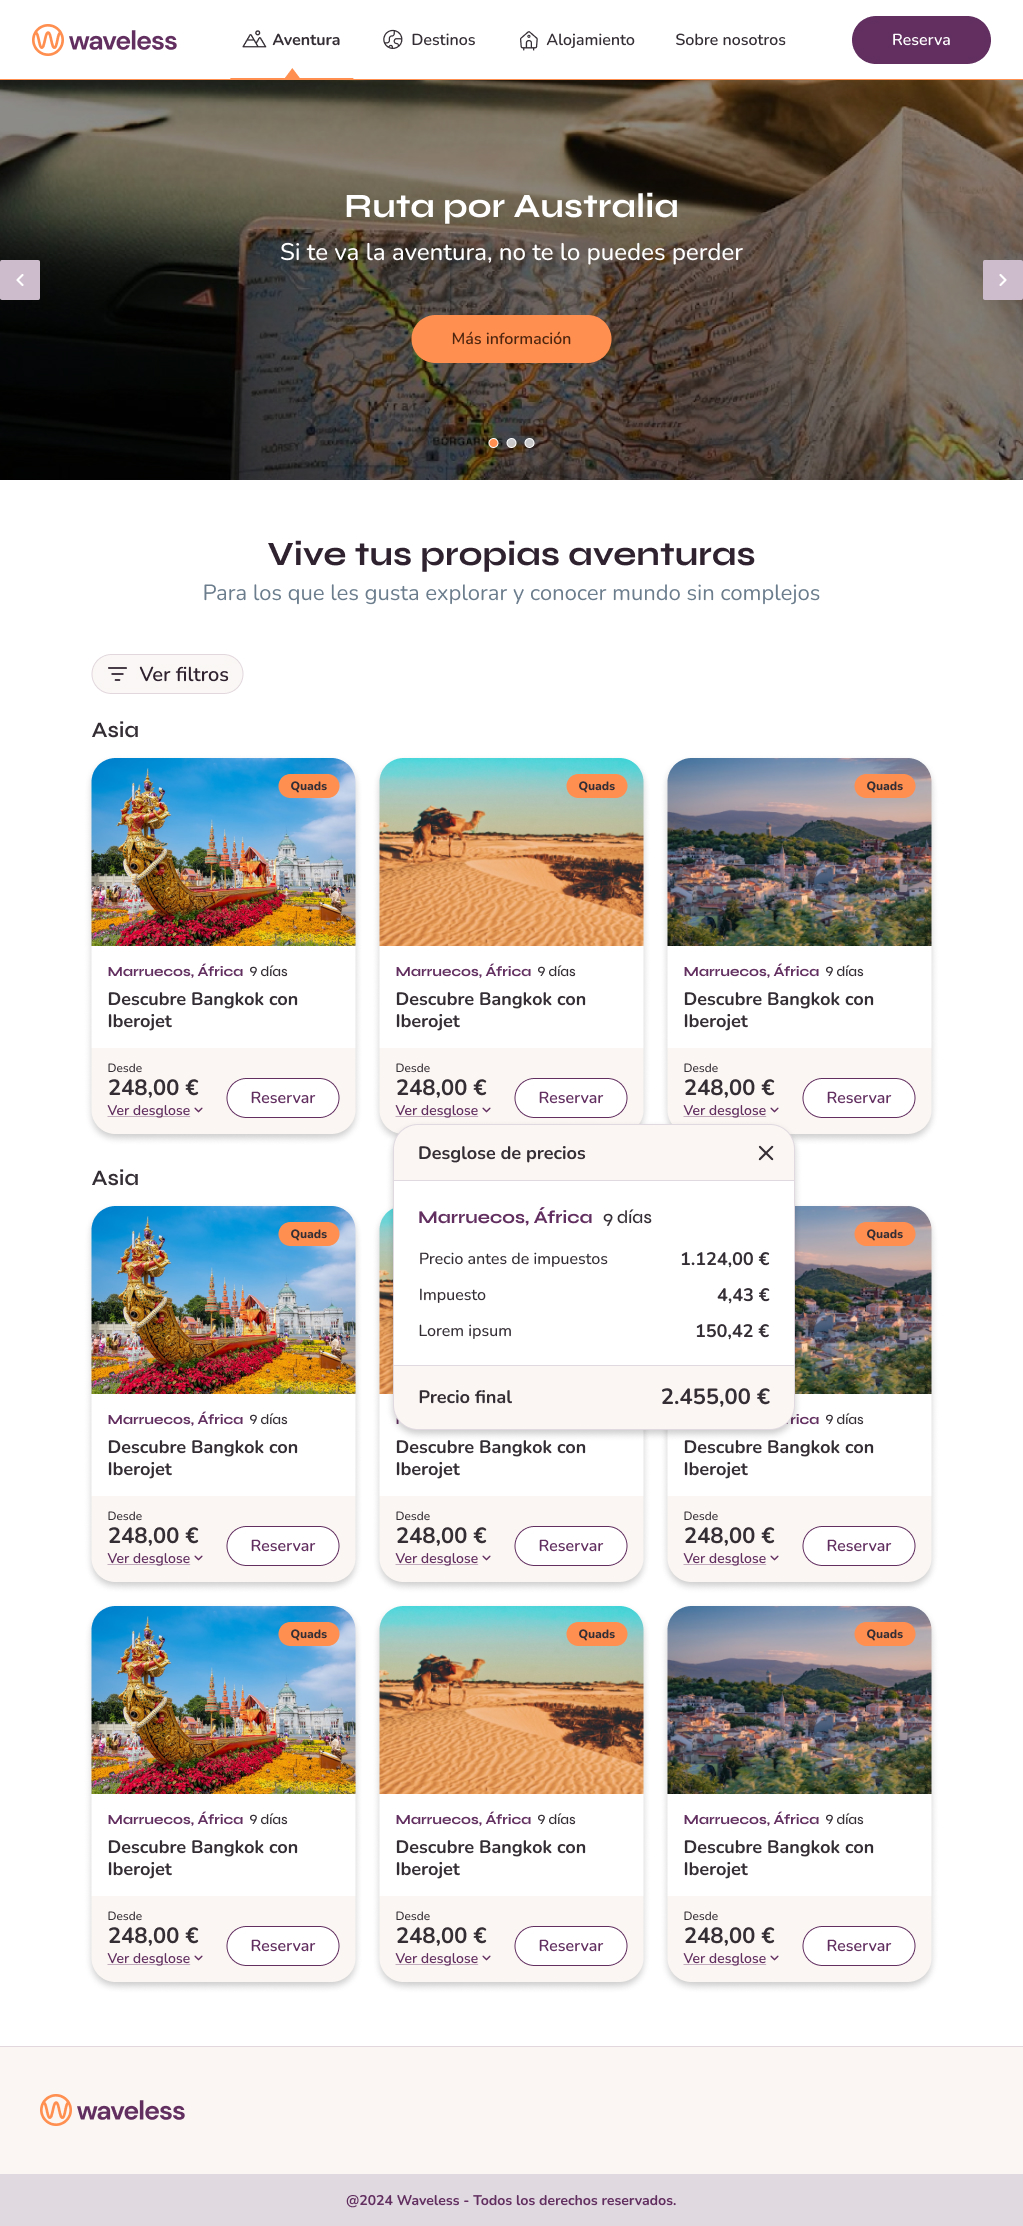 waveless
Aventura
Destinos
Alojamiento
Sobre nosotros
Reserva
Ruta por Australia
Si te va la aventura, no te lo puedes perder
Más información
Vive tus propias aventuras
Para los que les gusta explorar y conocer mundo sin complejos
Ver filtros
Asia
Quads
Marruecos, África 9 días
Descubre Bangkok con
Iberojet
Desde
248,00 €
Ver desglose
Reservar
Quads
Marruecos, África 9 días
Descubre Bangkok con
Iberojet
Desde
248,00 €
Ver desglose
Reservar
Quads
Marruecos, África 9 días
Descubre Bangkok con
Iberojet
Desde
248,00 €
Ver desglose
Reservar
Desglose de precios
Marruecos, África 9 días
Precio antes de impuestos 1.124,00 €
Impuesto 4,43 €
Lorem ipsum 150,42 €
Precio final 2.455,00 €
Asia
Quads
Marruecos, África 9 días
Descubre Bangkok con
Iberojet
Desde
248,00 €
Ver desglose
Reservar
Descubre Bangkok con
Iberojet
Desde
248,00 €
Ver desglose
Reservar
Quads
rica 9 días
Descubre Bangkok con
Iberojet
Desde
248,00 €
Ver desglose
Reservar
Quads
Marruecos, África 9 días
Descubre Bangkok con
Iberojet
Desde
248,00 €
Ver desglose
Reservar
Quads
Marruecos, África 9 días
Descubre Bangkok con
Iberojet
Desde
248,00 €
Ver desglose
Reservar
Quads
Marruecos, África 9 días
Descubre Bangkok con
Iberojet
Desde
248,00 €
Ver desglose
Reservar
waveless
@2024 Waveless - Todos los derechos reservados.